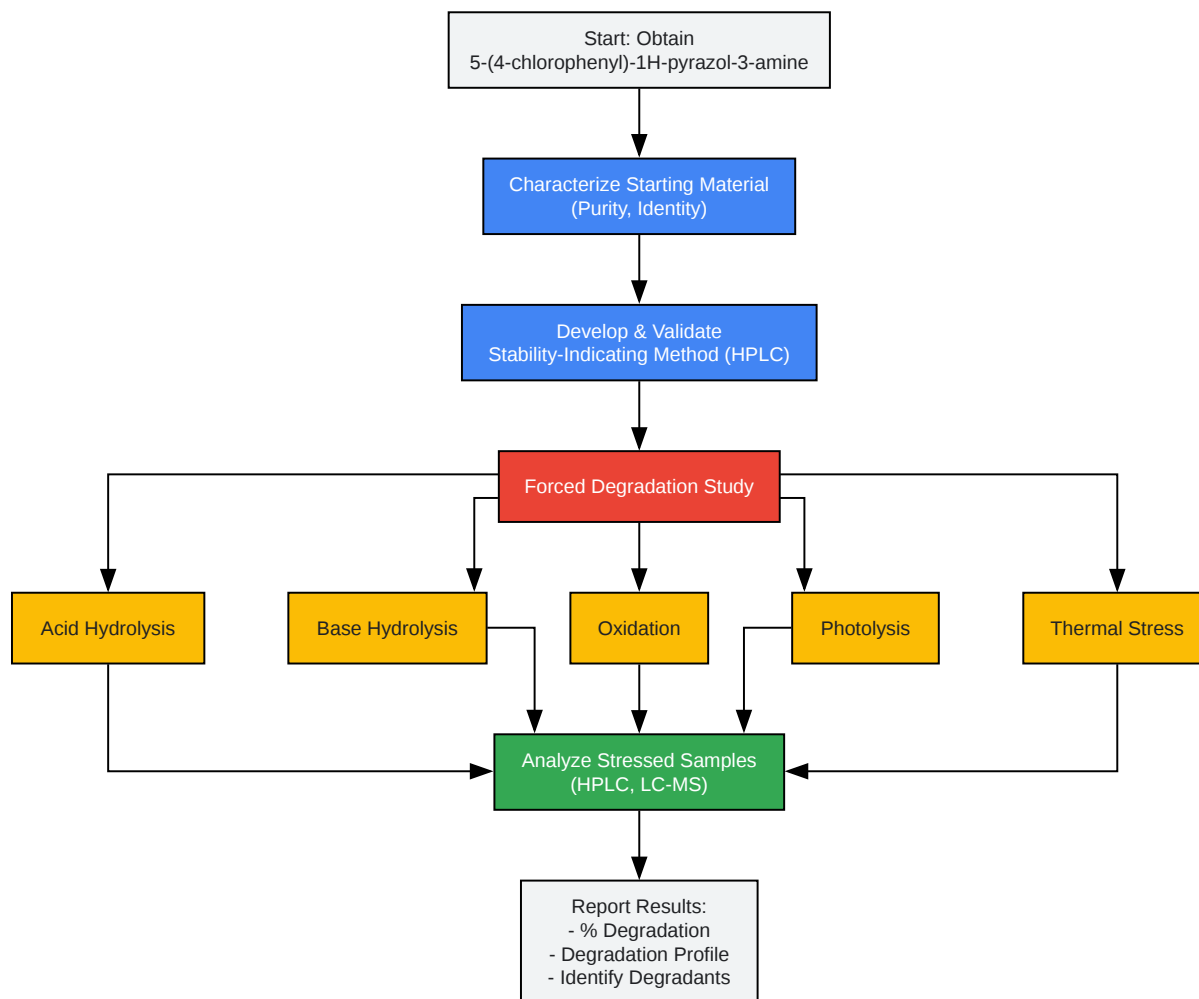 Start: Obtain
5-(4-chlorophenyl)-1H-pyrazol-3-amine
Characterize Starting Material
(Purity, Identity)
Develop & Validate
Stability-Indicating Method (HPLC)
Forced Degradation Study
Acid Hydrolysis
Base Hydrolysis
Oxidation
Photolysis
Thermal Stress
Analyze Stressed Samples
(HPLC, LC-MS)
Report Results:
- % Degradation
- Degradation Profile
- Identify Degradants